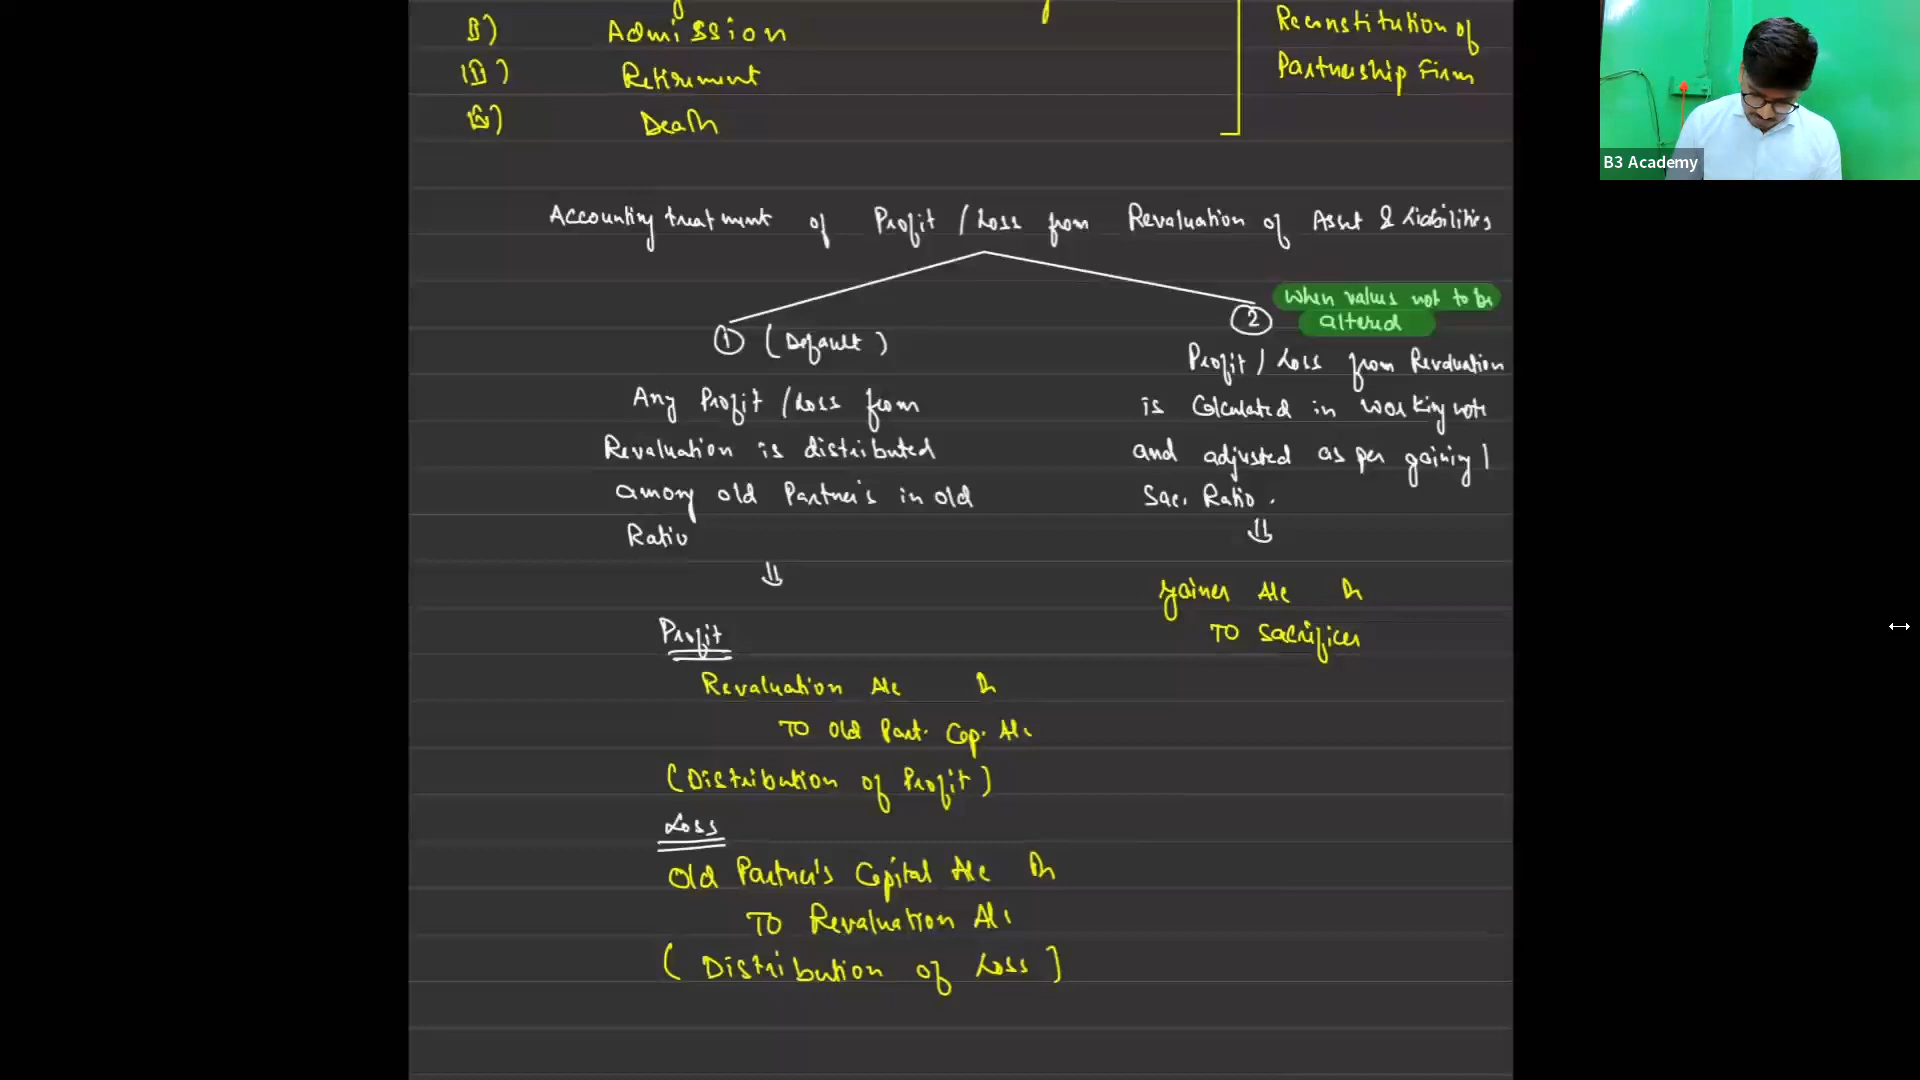 B) Admission
Retirement
Death
Reconstitution of
Partnership Firm
B3 Academy
Accounting treatment of Profit / Loss from Revaluation of Asset & Liabilities
① (Default)
Any Profit / Loss from
Revaluation is distributed
among old Partner's in old
Ratio
⇓
Profit
Revaluation A/c Dr
To Old Part. Cap. A/c
(Distribution of Profit)
Loss
Old Partner's Capital A/c Dr
To Revaluation A/c
(Distribution of Loss)
② When values not to be
altered
Profit / Loss from Revaluation
is Calculated in working note
and adjusted as per gaining /
Sac. Ratio.
⇓
gainer A/c Dr
To Sacrificer